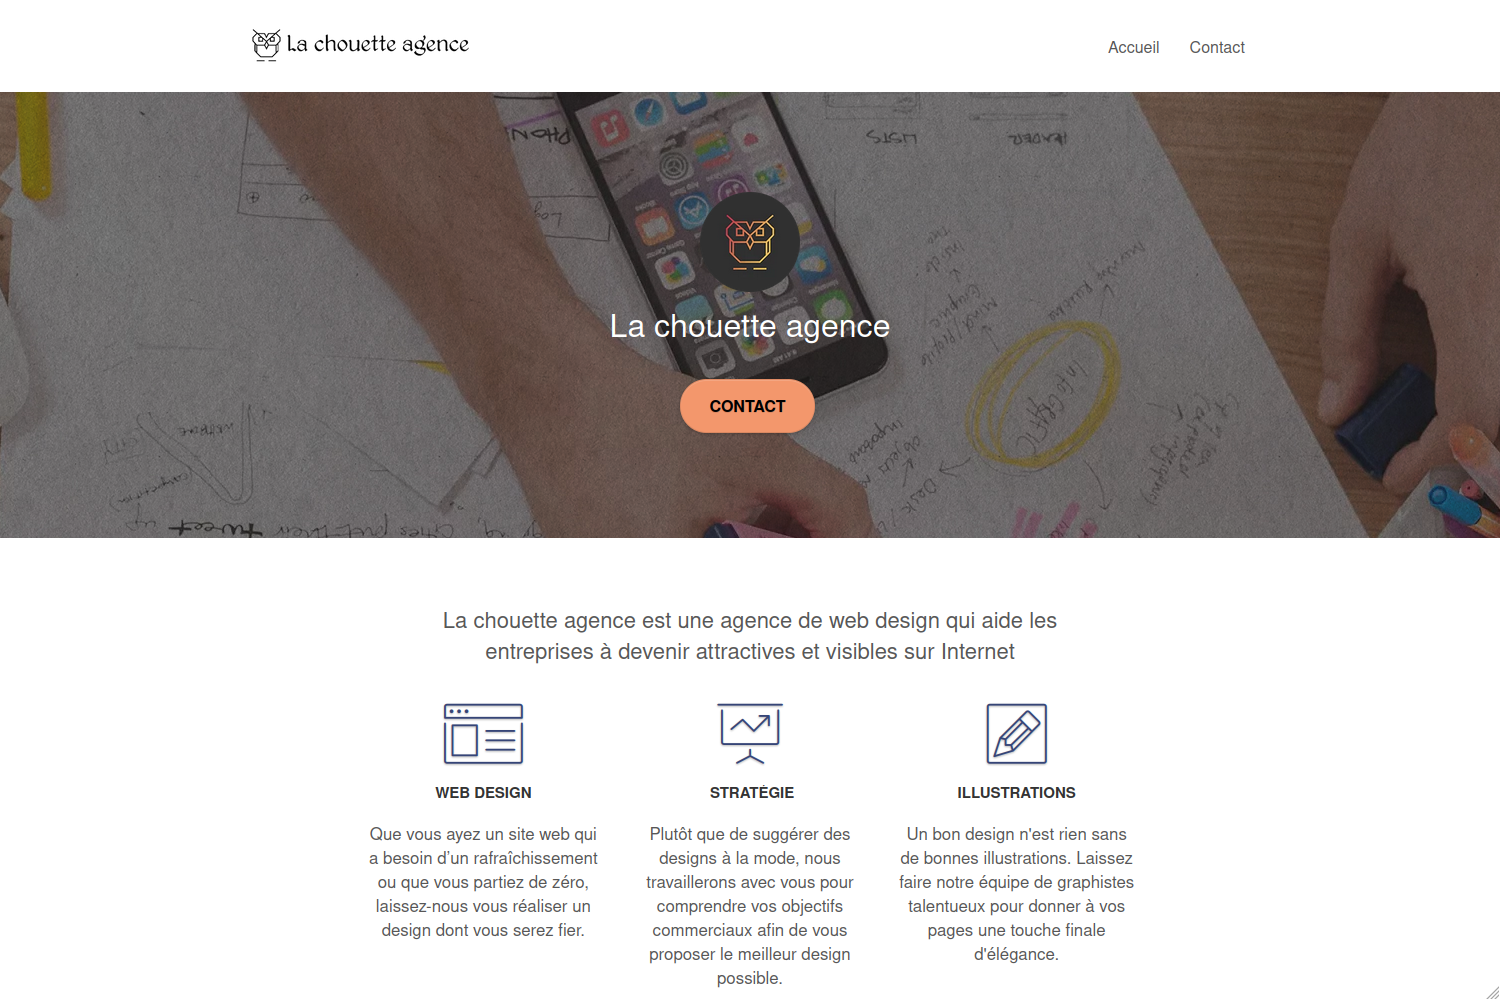 La chouette agence
Accueil Contact
PHON
LISTS
HEADER
La chouette agence
CONTACT
tweet
La chouette agence est une agence de web design qui aide les
entreprises à devenir attractives et visibles sur Internet
WEB DESIGN
Que vous ayez un site web qui
a besoin d’un rafraîchissement
ou que vous partiez de zéro,
laissez-nous vous réaliser un
design dont vous serez fier.
STRATÉGIE
Plutôt que de suggérer des
designs à la mode, nous
travaillerons avec vous pour
comprendre vos objectifs
commerciaux afin de vous
proposer le meilleur design
possible.
ILLUSTRATIONS
Un bon design n'est rien sans
de bonnes illustrations. Laissez
faire notre équipe de graphistes
talentueux pour donner à vos
pages une touche finale
d'élégance.